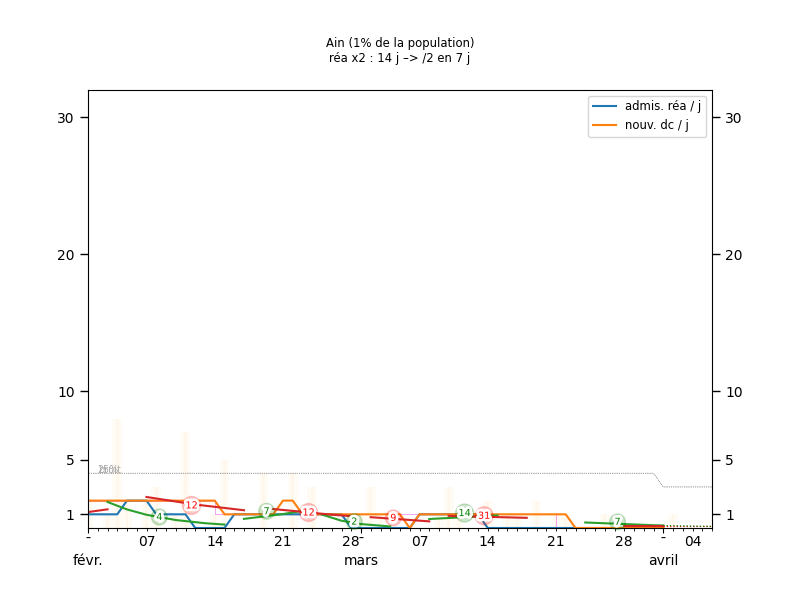 Ain (1% de la population)
réa x2 : 14 j –> /2 en 7 j
admis. réa / j
nouv. dc / j
30 30
20 20
10 10
5 5
1 1
4 12 7 12 2 9 14 31 7
- 07 14 21 28 - 07 14 21 28 - 04
févr. mars avril